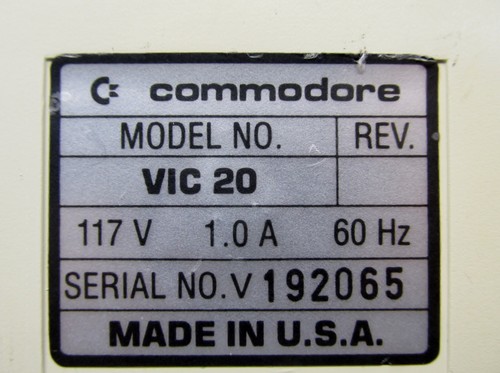 commodore
MODEL NO. REV.
VIC 20
117 V 1.0 A 60 Hz
SERIAL NO. V 192065
MADE IN U.S.A.